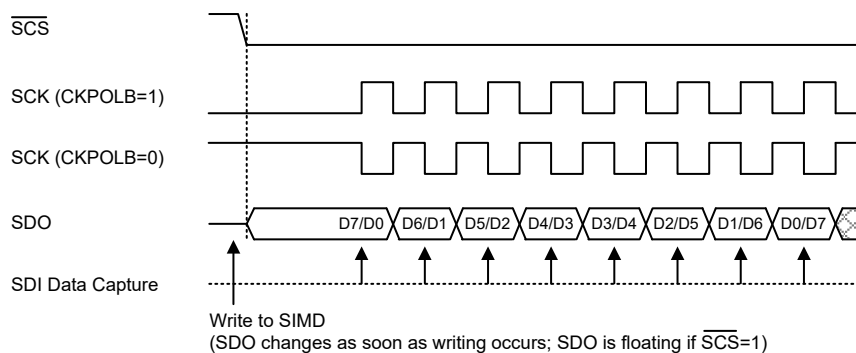 SCS
SCK (CKPOLB=1)
SCK (CKPOLB=0)
SDO D7/D0 D6/D1 D5/D2 D4/D3 D3/D4 D2/D5 D1/D6 D0/D7
SDI Data Capture
Write to SIMD
(SDO changes as soon as writing occurs; SDO is floating if SCS=1)